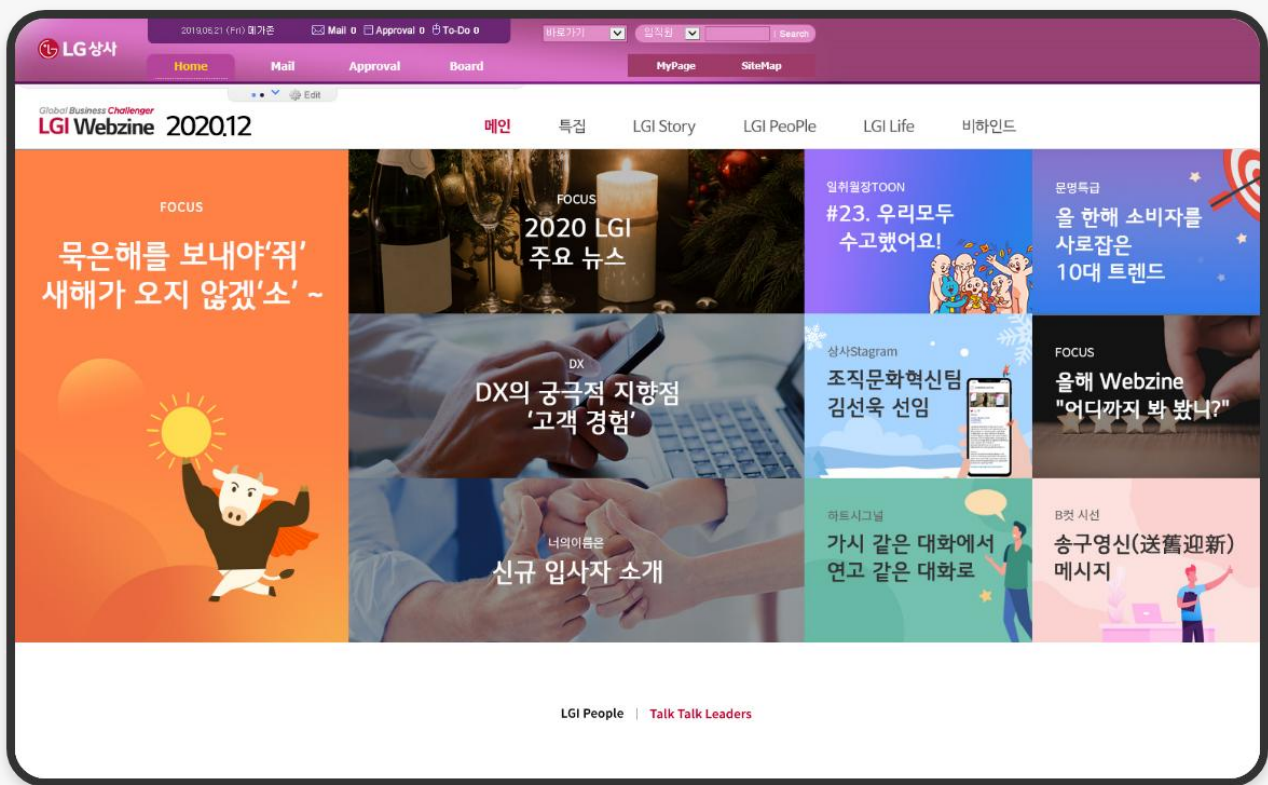 LG상사
2019.06.21 (Fri) 메가존 Mail 0 Approval 0 To-Do 0
바로가기 임직원 Search
Home Mail Approval Board MyPage SiteMap
Edit
Global Business Challenger
LGI Webzine 2020.12
메인 특집 LGI Story LGI PeoPle LGI Life 비하인드
FOCUS
묵은해를 보내야‘쥐’
새해가 오지 않겠‘소’ ~
FOCUS
2020 LGI
주요 뉴스
일취월장TOON
#23. 우리모두
수고했어요!
문명특급
올 한해 소비자를
사로잡은
10대 트렌드
DX
DX의 궁극적 지향점
‘고객 경험’
상사Stagram
조직문화혁신팀
김선욱 선임
FOCUS
올해 Webzine
"어디까지 봐 봤니?"
너의이름은
신규 입사자 소개
하트시그널
가시 같은 대화에서
연고 같은 대화로
B컷 시선
송구영신(送舊迎新)
메시지
LGI People | Talk Talk Leaders